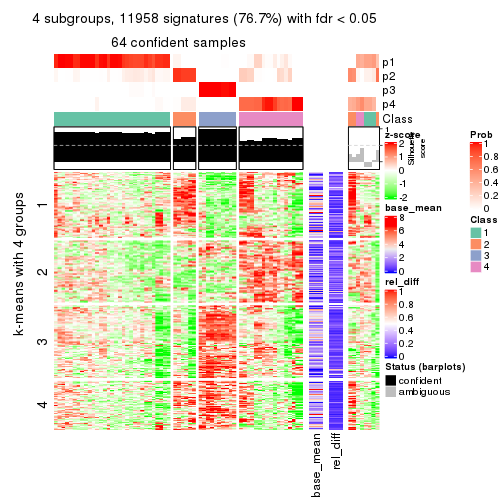 4 subgroups, 11958 signatures (76.7%) with fdr < 0.05
64 confident samples
p1
p2
p3
p4
Class
1
Silhouette
score
k-means with 4 groups
1
2
3
4
base_mean
rel_diff
z-score
2
1
0
-1
-2
base_mean
8
6
4
2
0
rel_diff
1
0.8
0.6
0.4
0.2
0
Status (barplots)
confident
ambiguous
Prob
1
0.8
0.6
0.4
0.2
0
Class
1
2
3
4